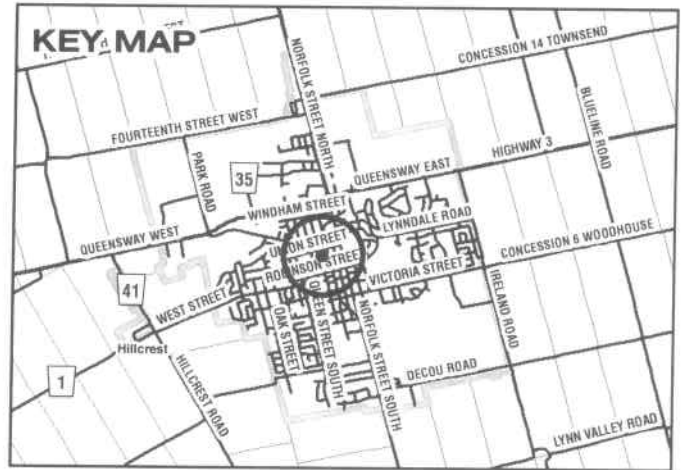 KEY MAP
NORFOLK STREET NORTH
CONCESSION 14 TOWNSEND
BLUELINE ROAD
FOURTEENTH STREET WEST
PARK ROAD
35
QUEENSWAY EAST
HIGHWAY 3
WINDHAM STREET
LYNNDALE ROAD
QUEENSWAY WEST
UNION STREET
CONCESSION 6 WOODHOUSE
ROBINSON STREET
VICTORIA STREET
41
WEST STREET
IRELAND ROAD
OAK STREET
QUEEN STREET SOUTH
NORFOLK STREET SOUTH
Hillcrest
HILLCREST ROAD
1
DECOU ROAD
LYNN VALLEY ROAD